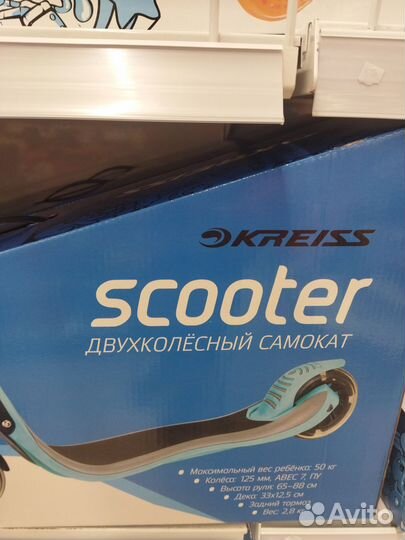 KREISS
scooter
ДВУХКОЛЁСНЫЙ САМОКАТ
• Максимальный вес ребёнка: 50 кг
• Колёса: 125 мм, ABEC 7, ПУ
• Высота руля: 65–88 см
• Дека: 33x12,5 см
• Задний тормоз
• Вес: 2,8 кг
Avito